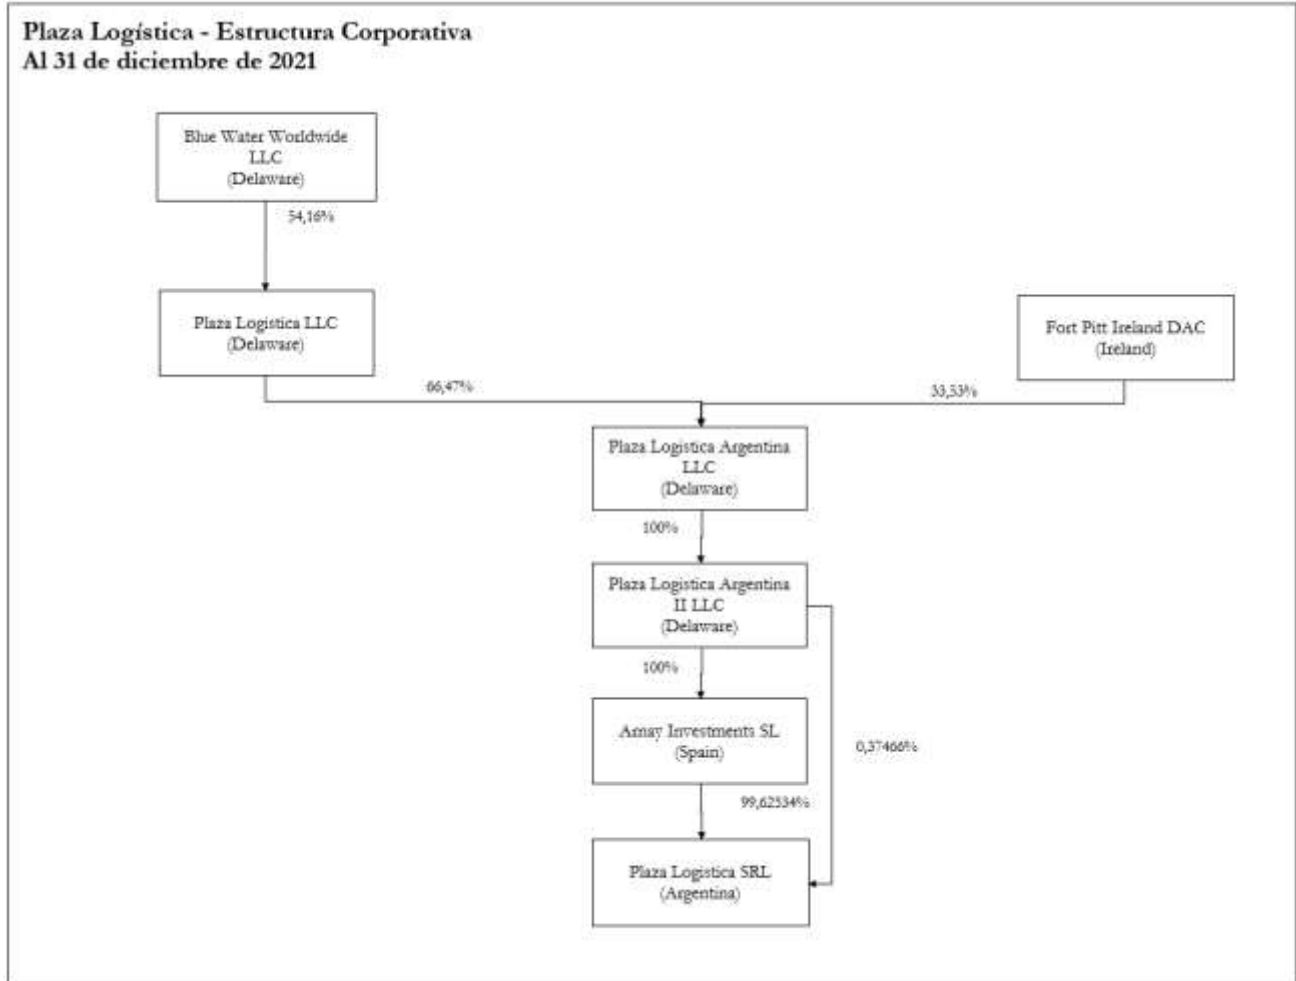 Plaza Logística - Estructura Corporativa
Al 31 de diciembre de 2021
Blue Water Worldwide
LLC
(Delaware)
54,16%
Plaza Logistica LLC
(Delaware)
Fort Pitt Ireland DAC
(Ireland)
66,47%
33,53%
Plaza Logistica Argentina
LLC
(Delaware)
100%
Plaza Logistica Argentina
II LLC
(Delaware)
100%
Amay Investments SL
(Spain)
0,37466%
99,62534%
Plaza Logistica SRL
(Argentina)